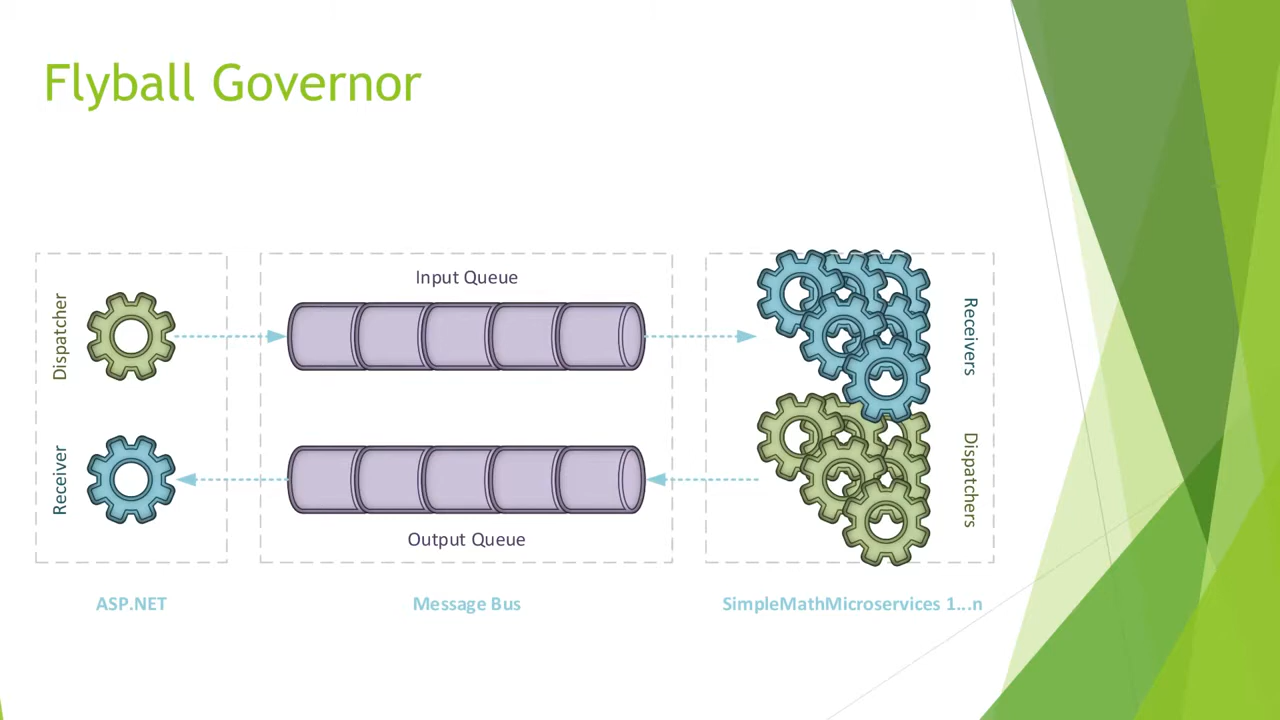 Flyball Governor
Dispatcher
Input Queue
Receivers
Receiver
Output Queue
Dispatchers
ASP.NET
Message Bus
SimpleMathMicroservices 1...n